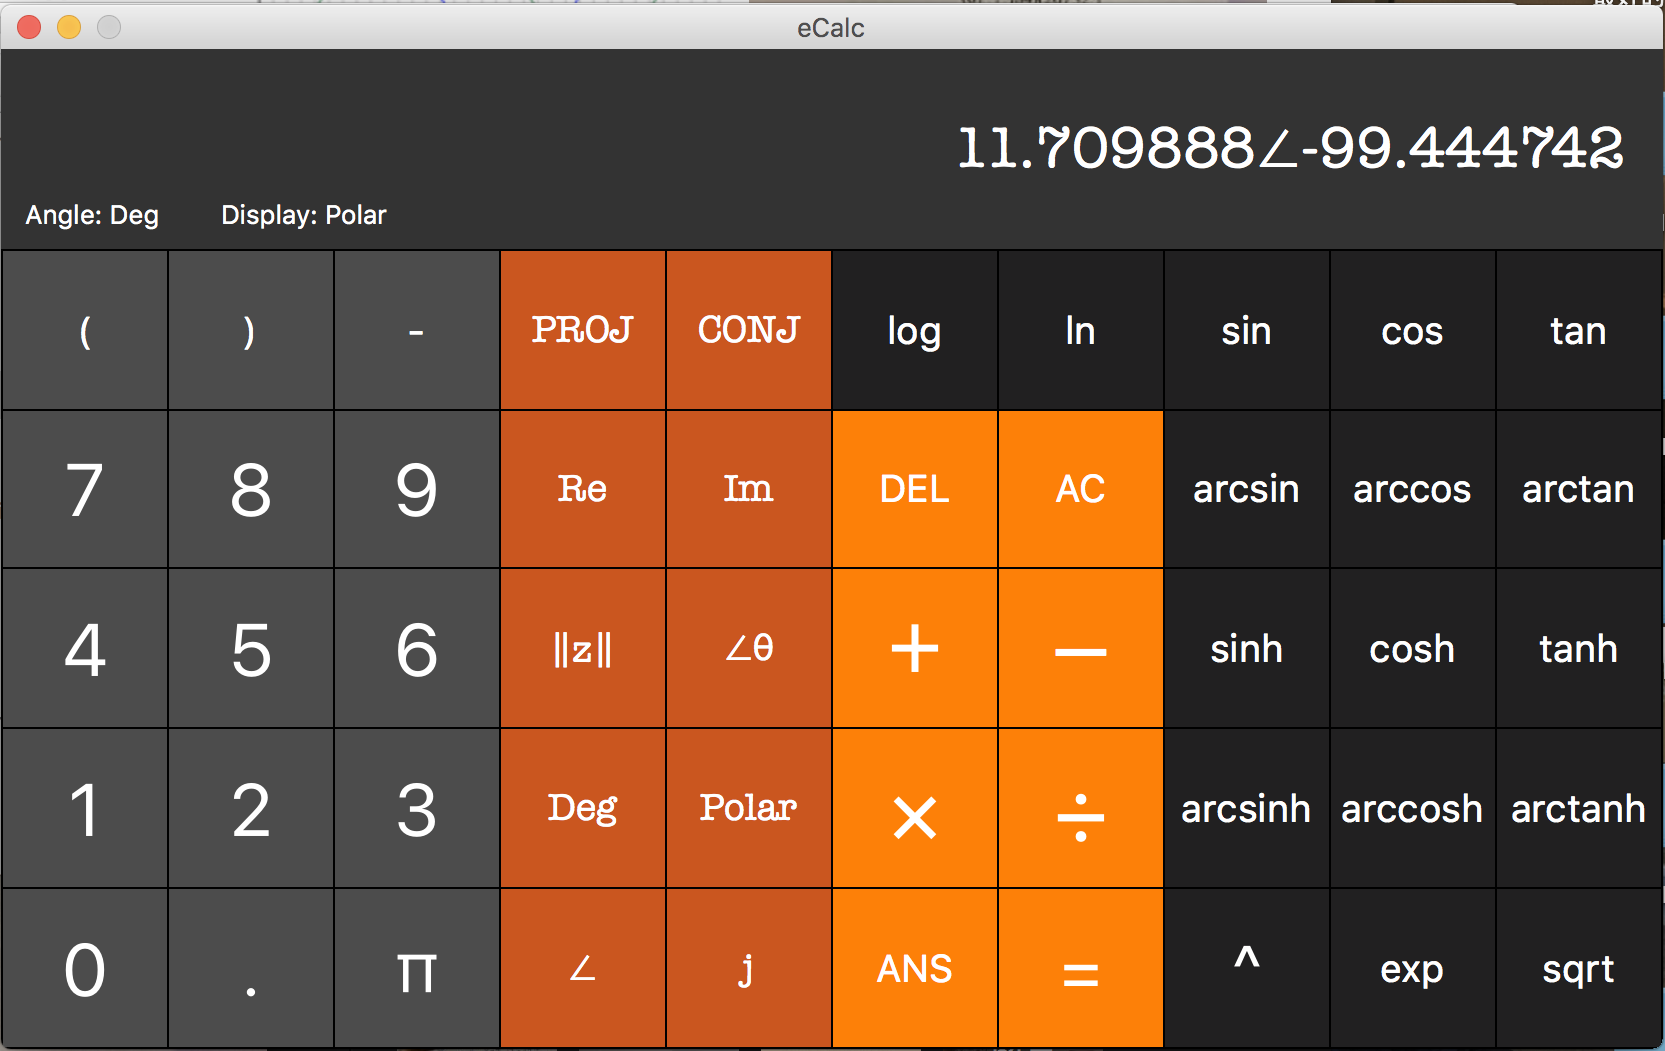 eCalc
11.709888∠-99.444742
Angle: Deg Display: Polar
( ) - PROJ CONJ log ln sin cos tan
7 8 9 Re Im DEL AC arcsin arccos arctan
4 5 6 ‖z‖ ∠θ + − sinh cosh tanh
1 2 3 Deg Polar × ÷ arcsinh arccosh arctanh
0 . π ∠ j ANS = ^ exp sqrt